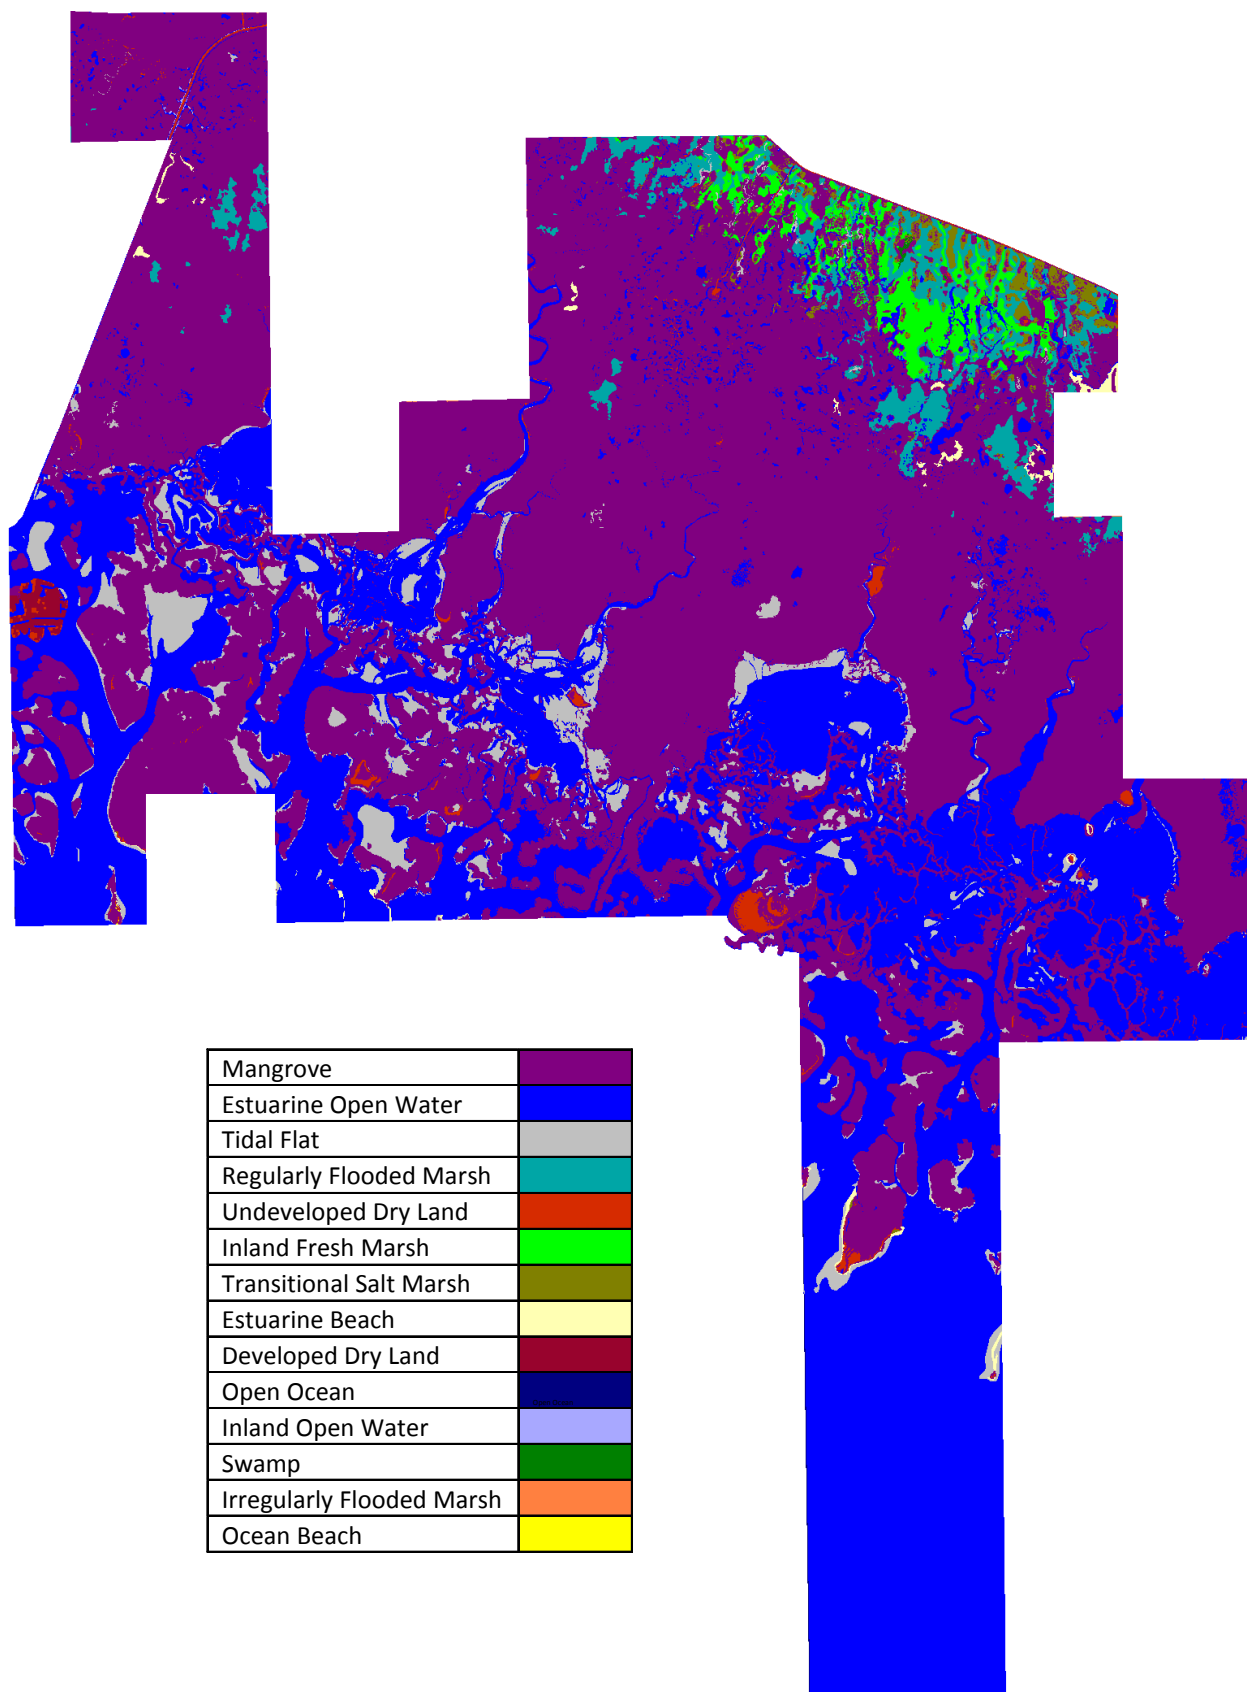 Mangrove
Estuarine Open Water
Tidal Flat
Regularly Flooded Marsh
Undeveloped Dry Land
Inland Fresh Marsh
Transitional Salt Marsh
Estuarine Beach
Developed Dry Land
Open Ocean
Inland Open Water
Swamp
Irregularly Flooded Marsh
Ocean Beach